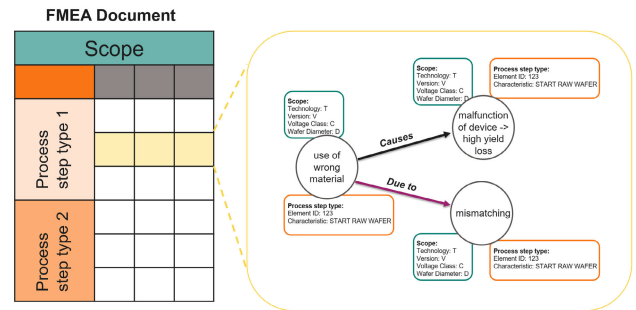 FMEA Document
Scope
Process
step type 1
Process
step type 2
Scope:
Technology: T
Version: V
Voltage Class: C
Wafer Diameter: D
use of
wrong
material
Process step type:
Element ID: 123
Characteristic: START RAW WAFER
Causes
Due to
Scope:
Technology: T
Version: V
Voltage Class: C
Wafer Diameter: D
Process step type:
Element ID: 123
Characteristic: START RAW WAFER
malfunction
of device ->
high yield
loss
mismatching
Scope:
Technology: T
Version: V
Voltage Class: C
Wafer Diameter: D
Process step type:
Element ID: 123
Characteristic: START RAW WAFER